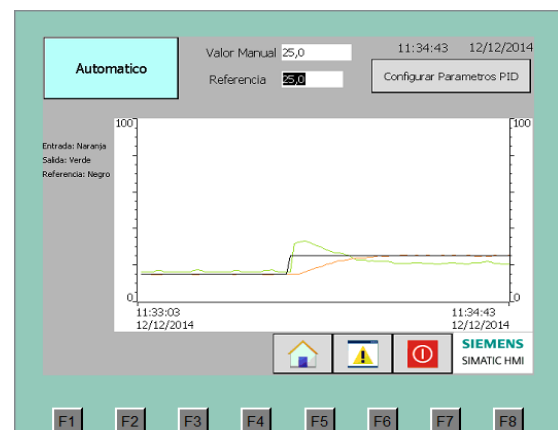 Automatico
Valor Manual 25,0
Referencia 25,0
11:34:43 12/12/2014
Configurar Parametros PID
Entrada: Naranja
Salida: Verde
Referencia: Negro
100
100
0
0
11:33:03
12/12/2014
11:34:43
12/12/2014
SIEMENS
SIMATIC HMI
F1 F2 F3 F4 F5 F6 F7 F8